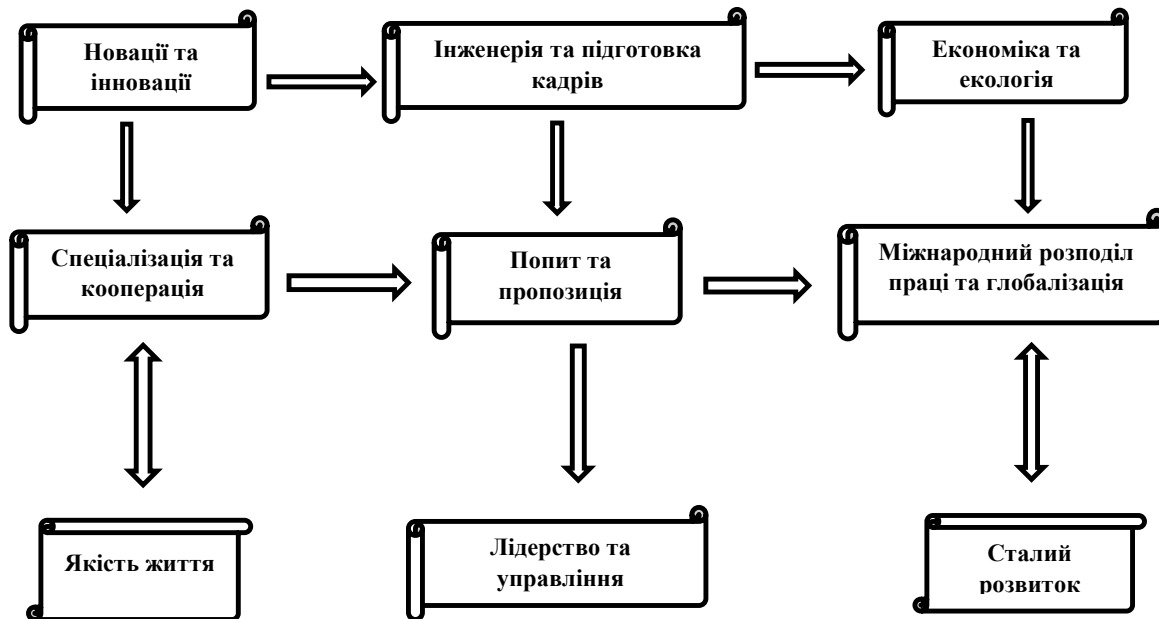 Новації та
інновації
Інженерія та підготовка
кадрів
Економіка та
екологія
Спеціалізація та
кооперація
Попит та
пропозиція
Міжнародний розподіл
праці та глобалізація
Якість життя
Лідерство та
управління
Сталий
розвиток